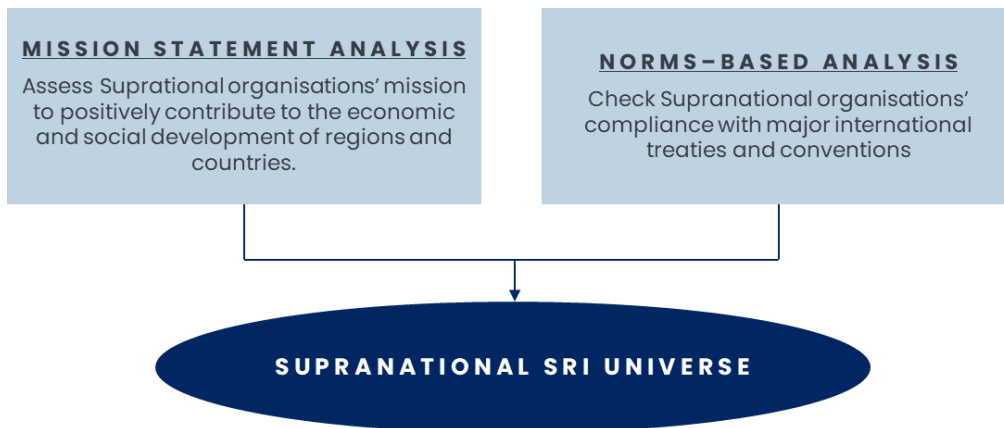 MISSION STATEMENT ANALYSIS
Assess Suprational organisations' mission
to positively contribute to the economic
and social development of regions and
countries.
NORMS–BASED ANALYSIS
Check Supranational organisations'
compliance with major international
treaties and conventions
SUPRANATIONAL SRI UNIVERSE